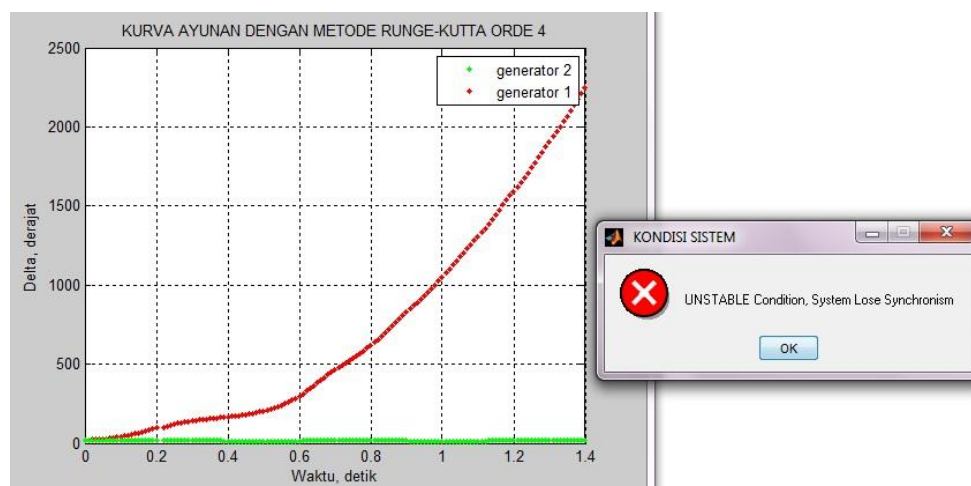 KURVA AYUNAN DENGAN METODE RUNGE-KUTTA ORDE 4
2500
2000
1500
1000
500
0
Delta, derajat
generator 2
generator 1
0 0.2 0.4 0.6 0.8 1 1.2 1.4
Waktu, detik
KONDISI SISTEM
UNSTABLE Condition, System Lose Synchronism
OK